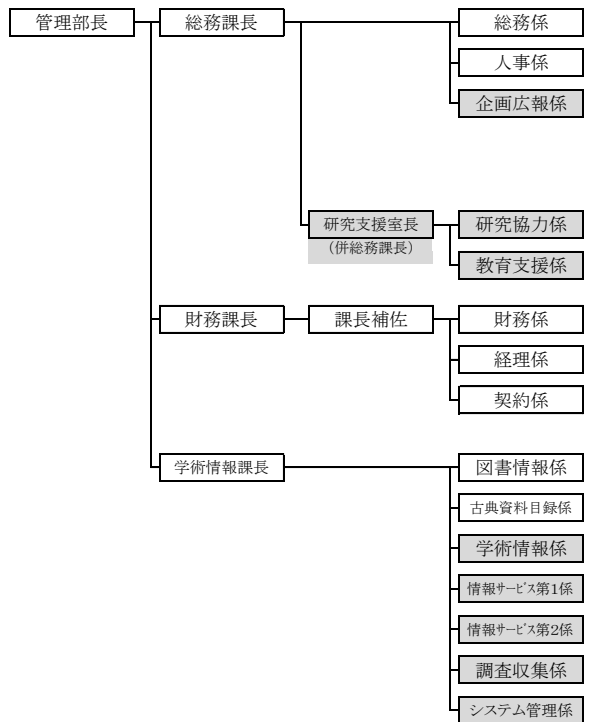 管理部長
総務課長
総務係
人事係
企画広報係
研究支援室長
(併総務課長)
研究協力係
教育支援係
財務課長
課長補佐
財務係
経理係
契約係
学術情報課長
図書情報係
古典資料目録係
学術情報係
情報ｻｰﾋﾞｽ第1係
情報ｻｰﾋﾞｽ第2係
調査収集係
システム管理係